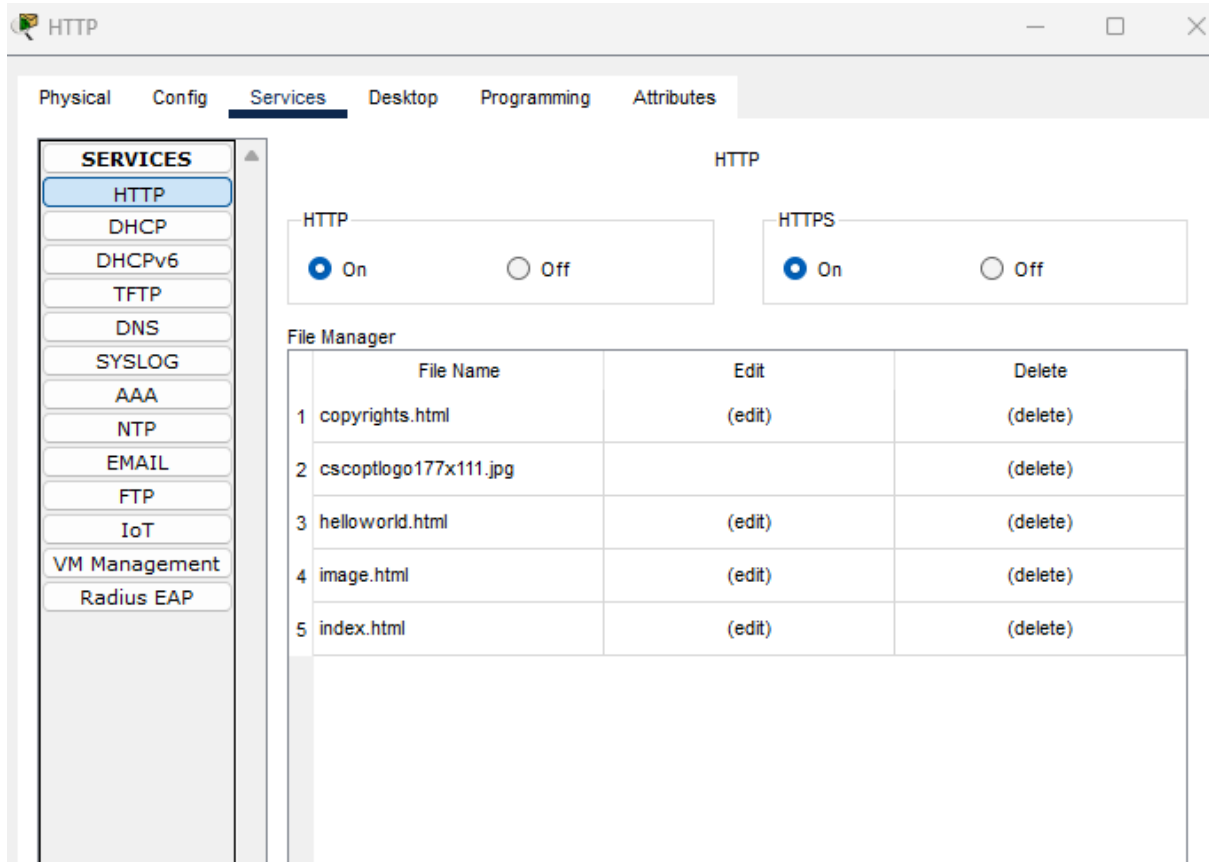 HTTP
Physical Config Services Desktop Programming Attributes
SERVICES
HTTP
DHCP
DHCPv6
TFTP
DNS
SYSLOG
AAA
NTP
EMAIL
FTP
IoT
VM Management
Radius EAP
HTTP
HTTP
On Off
HTTPS
On Off
File Manager
File Name Edit Delete
1 copyrights.html (edit) (delete)
2 cscoptlogo177x111.jpg (delete)
3 helloworld.html (edit) (delete)
4 image.html (edit) (delete)
5 index.html (edit) (delete)